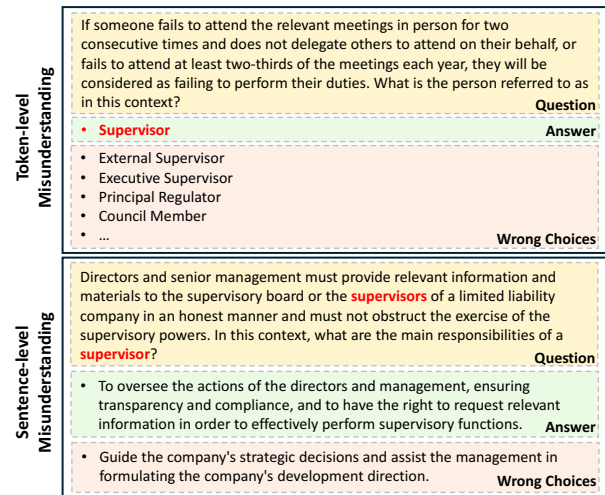 Token-level
Misunderstanding
If someone fails to attend the relevant meetings in person for two
consecutive times and does not delegate others to attend on their behalf, or
fails to attend at least two-thirds of the meetings each year, they will be
considered as failing to perform their duties. What is the person referred to as
in this context?
Question
• Supervisor
Answer
• External Supervisor
• Executive Supervisor
• Principal Regulator
• Council Member
• ...
Wrong Choices
Sentence-level
Misunderstanding
Directors and senior management must provide relevant information and
materials to the supervisory board or the supervisors of a limited liability
company in an honest manner and must not obstruct the exercise of the
supervisory powers. In this context, what are the main responsibilities of a
supervisor?
Question
• To oversee the actions of the directors and management, ensuring
transparency and compliance, and to have the right to request relevant
information in order to effectively perform supervisory functions.
Answer
• Guide the company's strategic decisions and assist the management in
formulating the company's development direction.
Wrong Choices